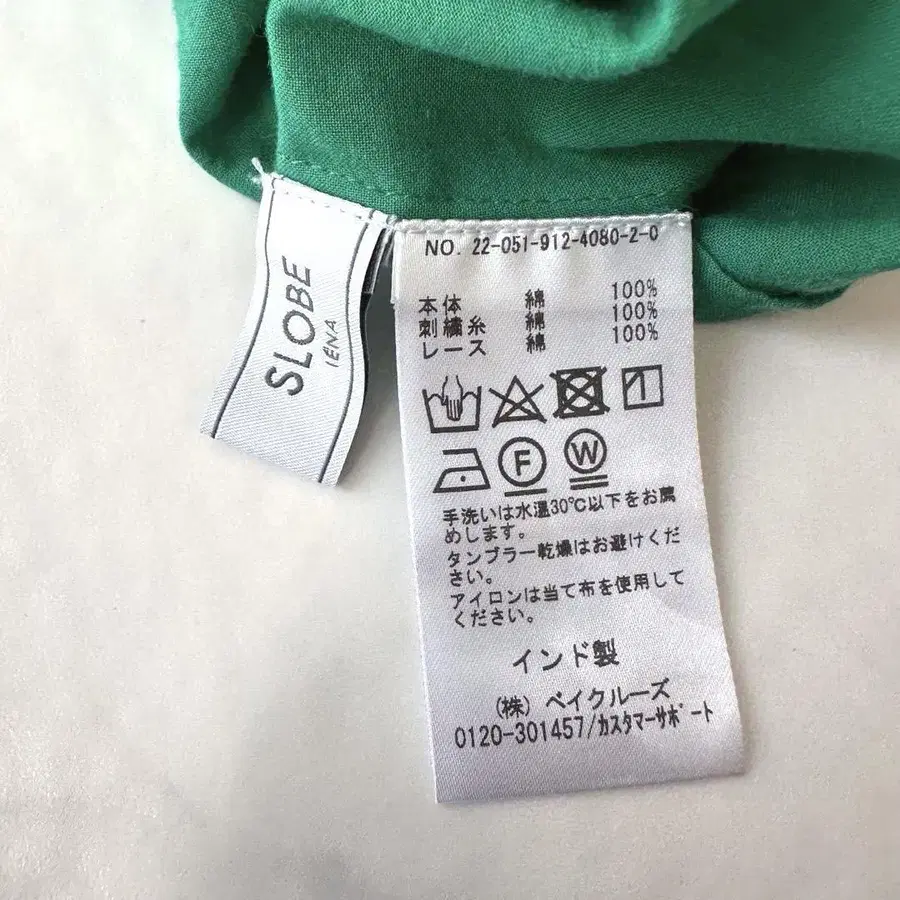 SLOBE
IÉNA
NO. 22-051-912-4080-2-0
本体 綿 100%
刺繍糸 綿 100%
レース 綿 100%
F
W
手洗いは水温30℃以下をお薦
めします。
タンブラー乾燥はお避けくだ
さい。
アイロンは当て布を使用して
ください。
インド製
(株) ベイクルーズ
0120-301457/カスタマーサポート